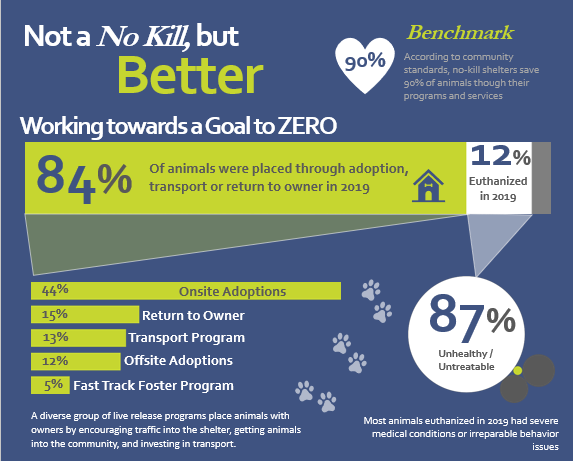 Not a No Kill, but
Better
Benchmark
90%
According to community
standards, no-kill shelters save
90% of animals though their
programs and services
Working towards a Goal to ZERO
84%
Of animals were placed through adoption,
transport or return to owner in 2019
12%
Euthanized
in 2019
44% Onsite Adoptions
15% Return to Owner
13% Transport Program
12% Offsite Adoptions
5% Fast Track Foster Program
87%
Unhealthy /
Untreatable
A diverse group of live release programs place animals with
owners by encouraging traffic into the shelter, getting animals
into the community, and investing in transport.
Most animals euthanized in 2019 had severe
medical conditions or irreparable behavior
issues